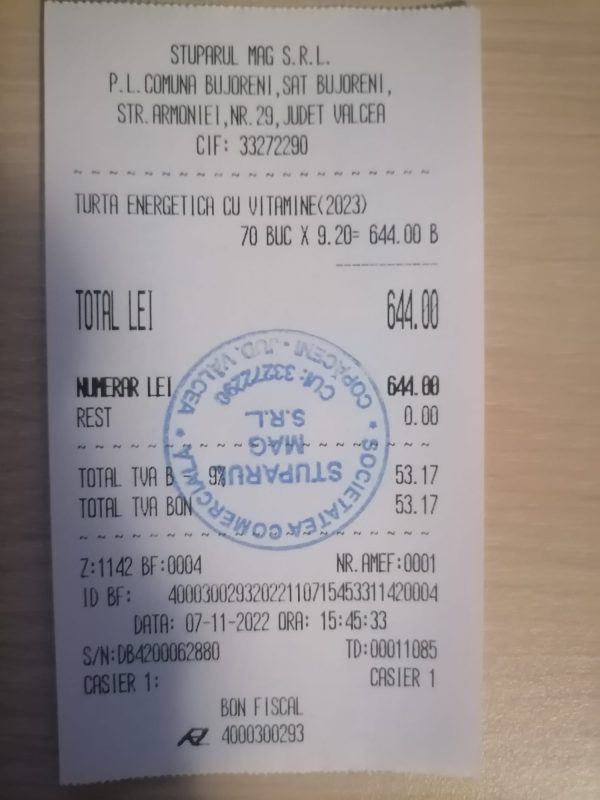 STUPARUL MAG S.R.L.
P.L.COMUNA BUJORENI,SAT BUJORENI,
STR.ARMONIEI,NR.29,JUDET VALCEA
CIF: 33272290
TURTA ENERGETICA CU VITAMINE(2023)
70 BUC X 9.20= 644.00 B
TOTAL LEI 644.00
NUMERAR LEI 644.00
REST 0.00
TOTAL TVA B - 9% 53.17
TOTAL TVA BON 53.17
Z:1142 BF:0004 NR.AMEF:0001
ID BF: 40003002932022110715453311420004
DATA: 07-11-2022 ORA: 15:45:33
S/N:DB4200062880 TD:00011085
CASIER 1: CASIER 1
BON FISCAL
4000300293
* SOCIETATEA COMERCIALĂ *
STUPARUL
MAG
S.R.L.
CUI: 33272290
COPĂCENI - JUD. VÂLCEA